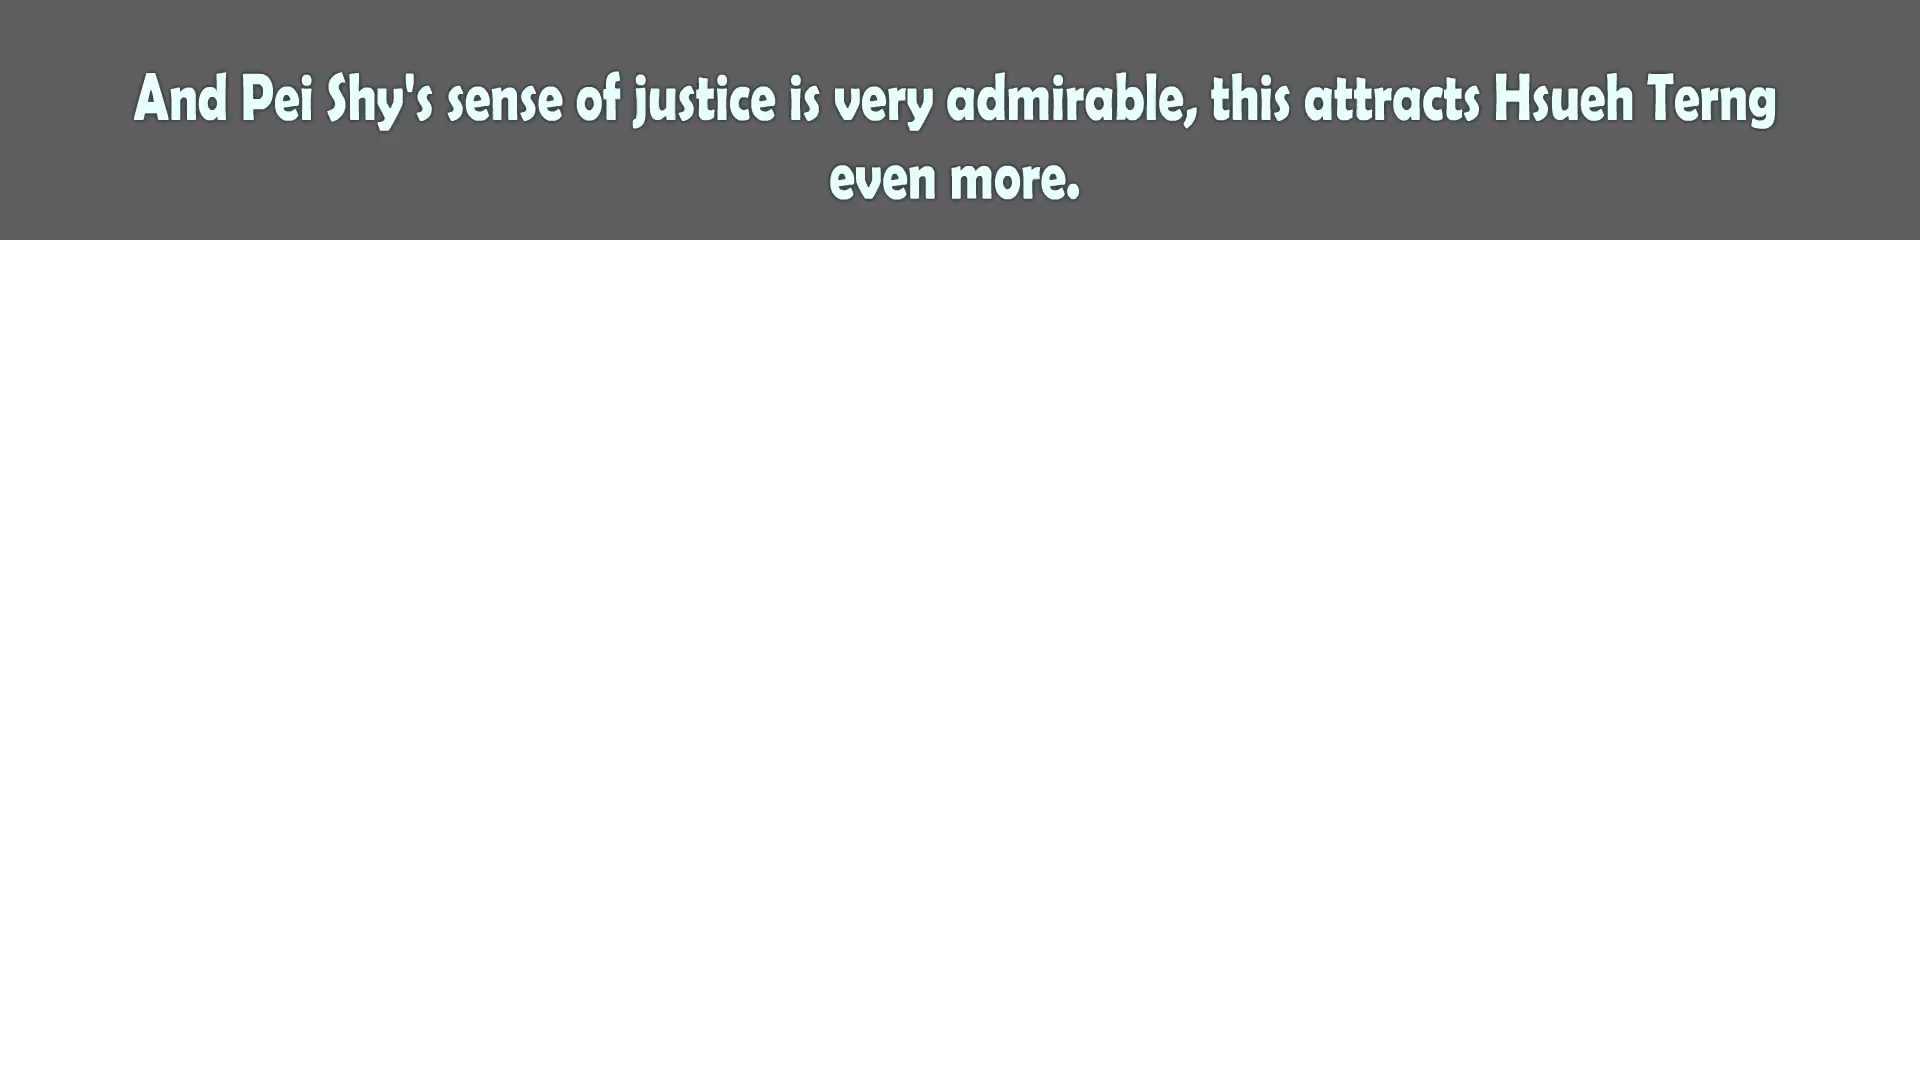 And Pei Shy's sense of justice is very admirable, this attracts Hsueh Terng
even more.